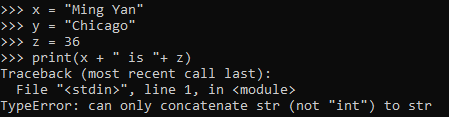 >>> x = "Ming Yan"
>>> y = "Chicago"
>>> z = 36
>>> print(x + " is "+ z)
Traceback (most recent call last):
  File "<stdin>", line 1, in <module>
TypeError: can only concatenate str (not "int") to str